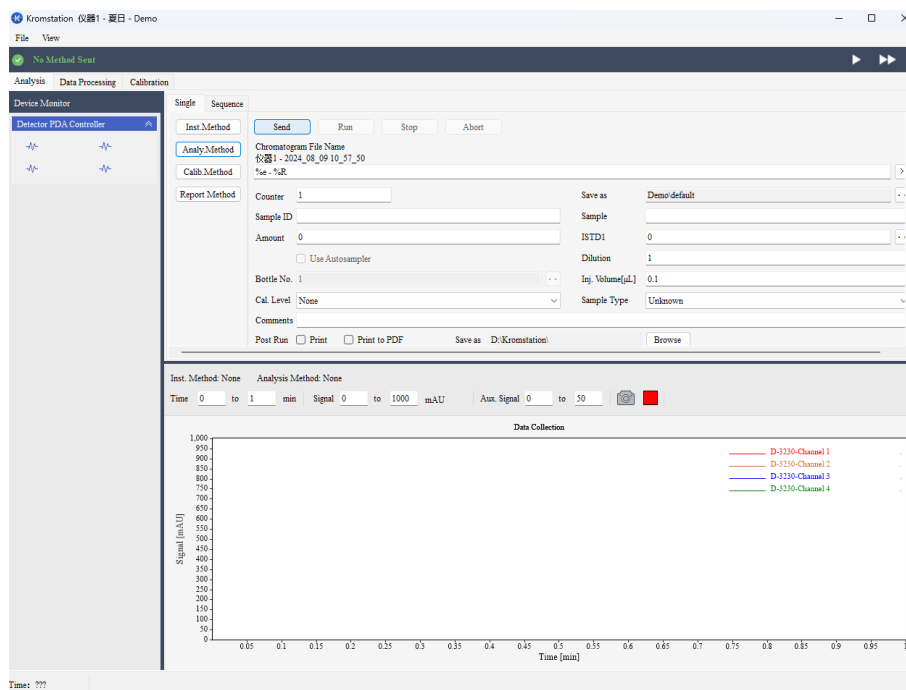 Kromstation 仪器1 - 夏日 - Demo
File View
No Method Sent
Analysis Data Processing Calibration
Device Monitor
Detector PDA Controller
Single Sequence
Inst.Method Send Run Stop Abort
Analy.Method Chromatogram File Name
仪器1 - 2024_08_09 10_57_50
Calib.Method %e - %R
Report Method Counter 1 Save as Demo\default
Sample ID Sample
Amount 0 ISTD1 0
Use Autosampler Dilution 1
Bottle No. 1 Inj. Volume[μL] 0.1
Cal. Level None Sample Type Unknown
Comments
Post Run Print Print to PDF Save as D:\Kromstation\ Browse
Inst. Method: None Analysis Method: None
Time 0 to 1 min Signal 0 to 1000 mAU Aux. Signal 0 to 50
Data Collection
D-3230-Channel 1
D-3230-Channel 2
D-3230-Channel 3
D-3230-Channel 4
Signal [mAU]
1,000
950
900
850
800
750
700
650
600
550
500
450
400
350
300
250
200
150
100
50
0
0.05 0.1 0.15 0.2 0.25 0.3 0.35 0.4 0.45 0.5 0.55 0.6 0.65 0.7 0.75 0.8 0.85 0.9 0.95
Time [min]
Time: ???